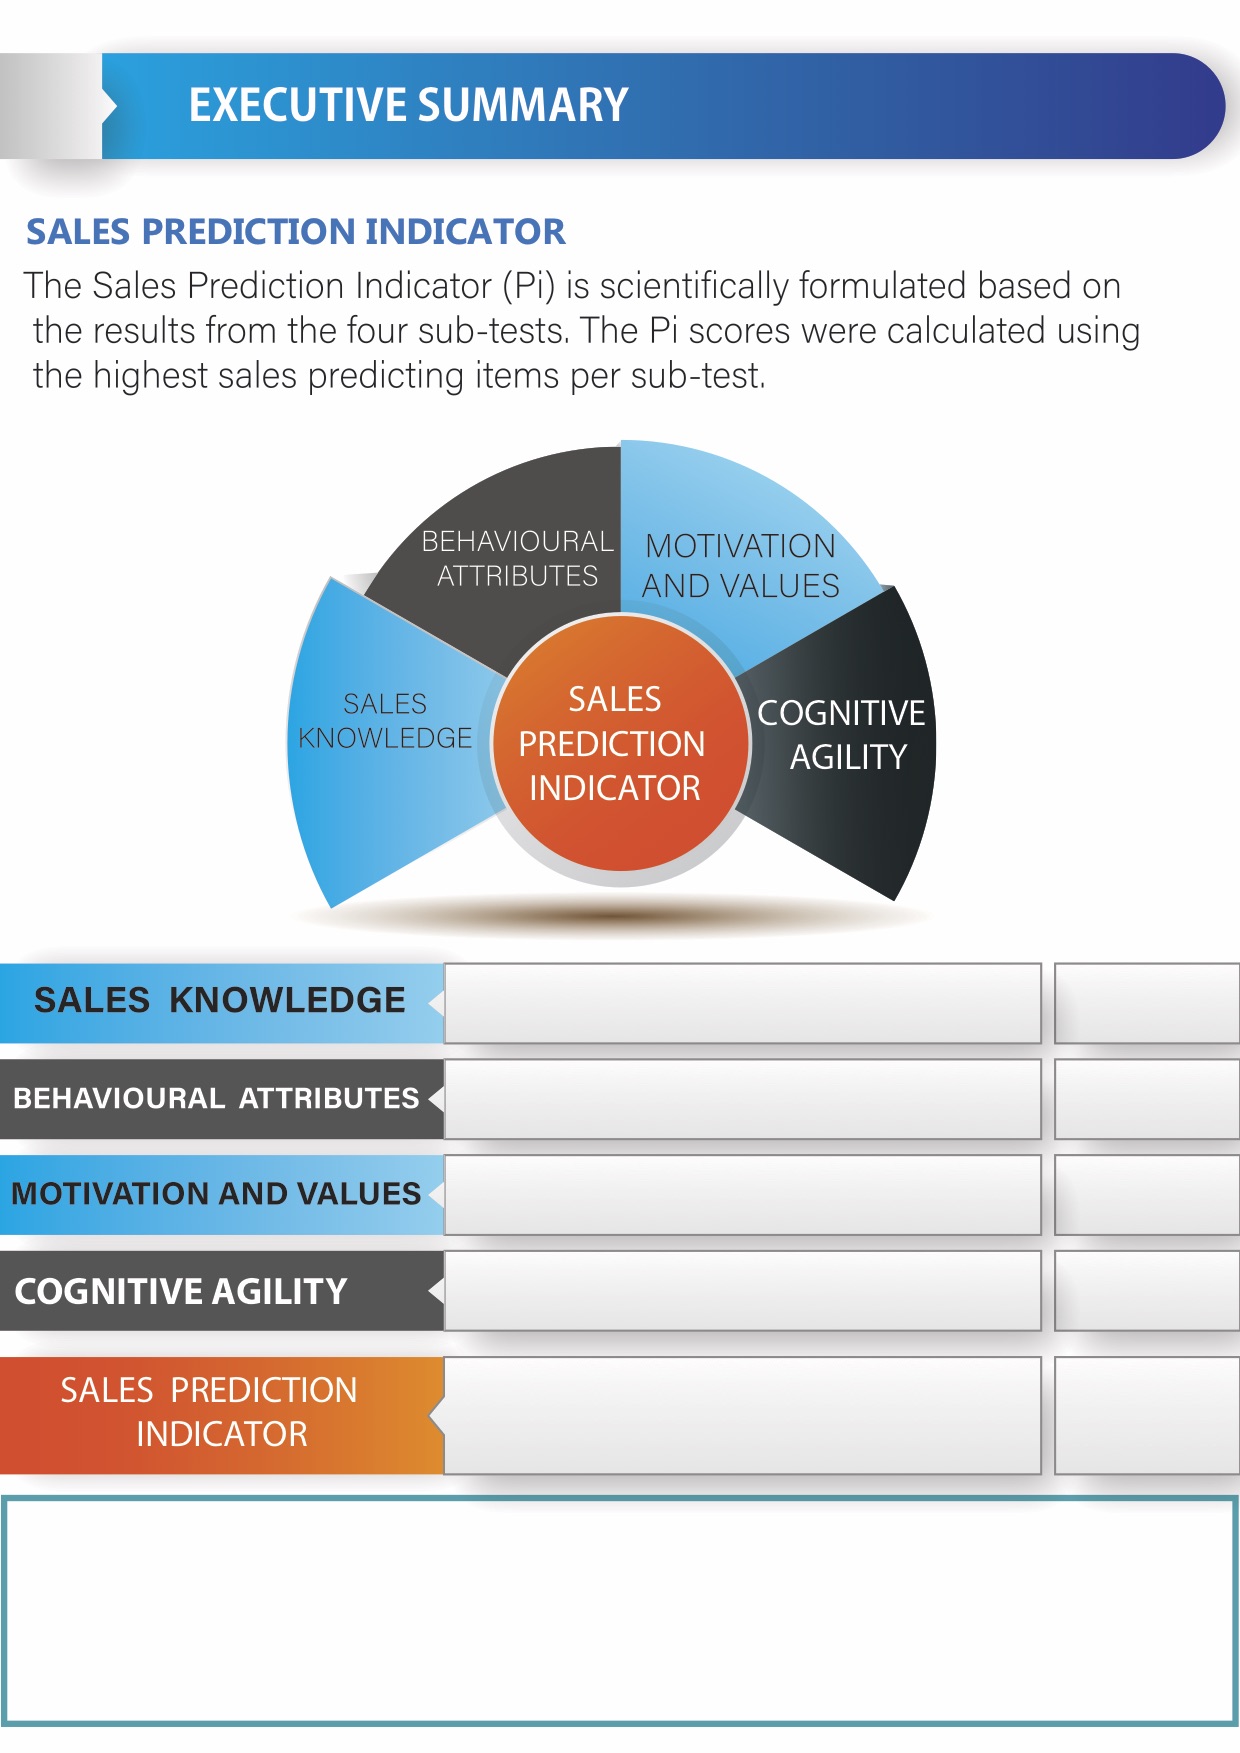 EXECUTIVE SUMMARY
SALES PREDICTION INDICATOR
The Sales Prediction Indicator (Pi) is scientifically formulated based on
the results from the four sub-tests. The Pi scores were calculated using
the highest sales predicting items per sub-test.
BEHAVIOURAL
ATTRIBUTES
MOTIVATION
AND VALUES
SALES
KNOWLEDGE
SALES
PREDICTION
INDICATOR
COGNITIVE
AGILITY
SALES KNOWLEDGE
BEHAVIOURAL ATTRIBUTES
MOTIVATION AND VALUES
COGNITIVE AGILITY
SALES PREDICTION
INDICATOR